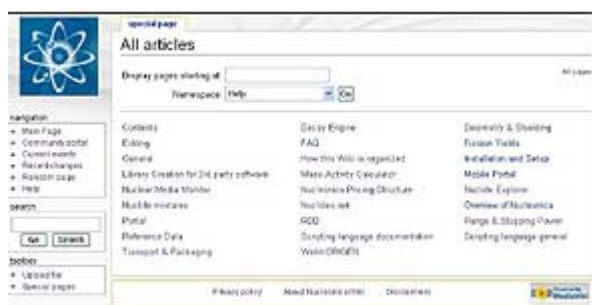 special page
All articles
Display pages starting at:
All pages
Namespace: Help Go
navigation
Main Page
Community portal
Current events
Recent changes
Random page
Help
search
Go Search
toolbox
Upload file
Special pages
Contents Decay Engine Geometry & Shielding
Editing FAQ Fission Yields
General How this Wiki is organized Installation and Setup
Library Creation for 3rd party software Mass Activity Calculator Mobile Portal
Nuclear Media Monitor Nucleonica Pricing Structure Nuclide Explorer
Nuclide mixtures Nuclides.net Overview of Nucleonica
Portal RDD Range & Stopping Power
Reference Data Scripting language documentation Scripting language general
Transport & Packaging WebKORIGEN
Privacy policy About Nucleonica Wiki Disclaimers